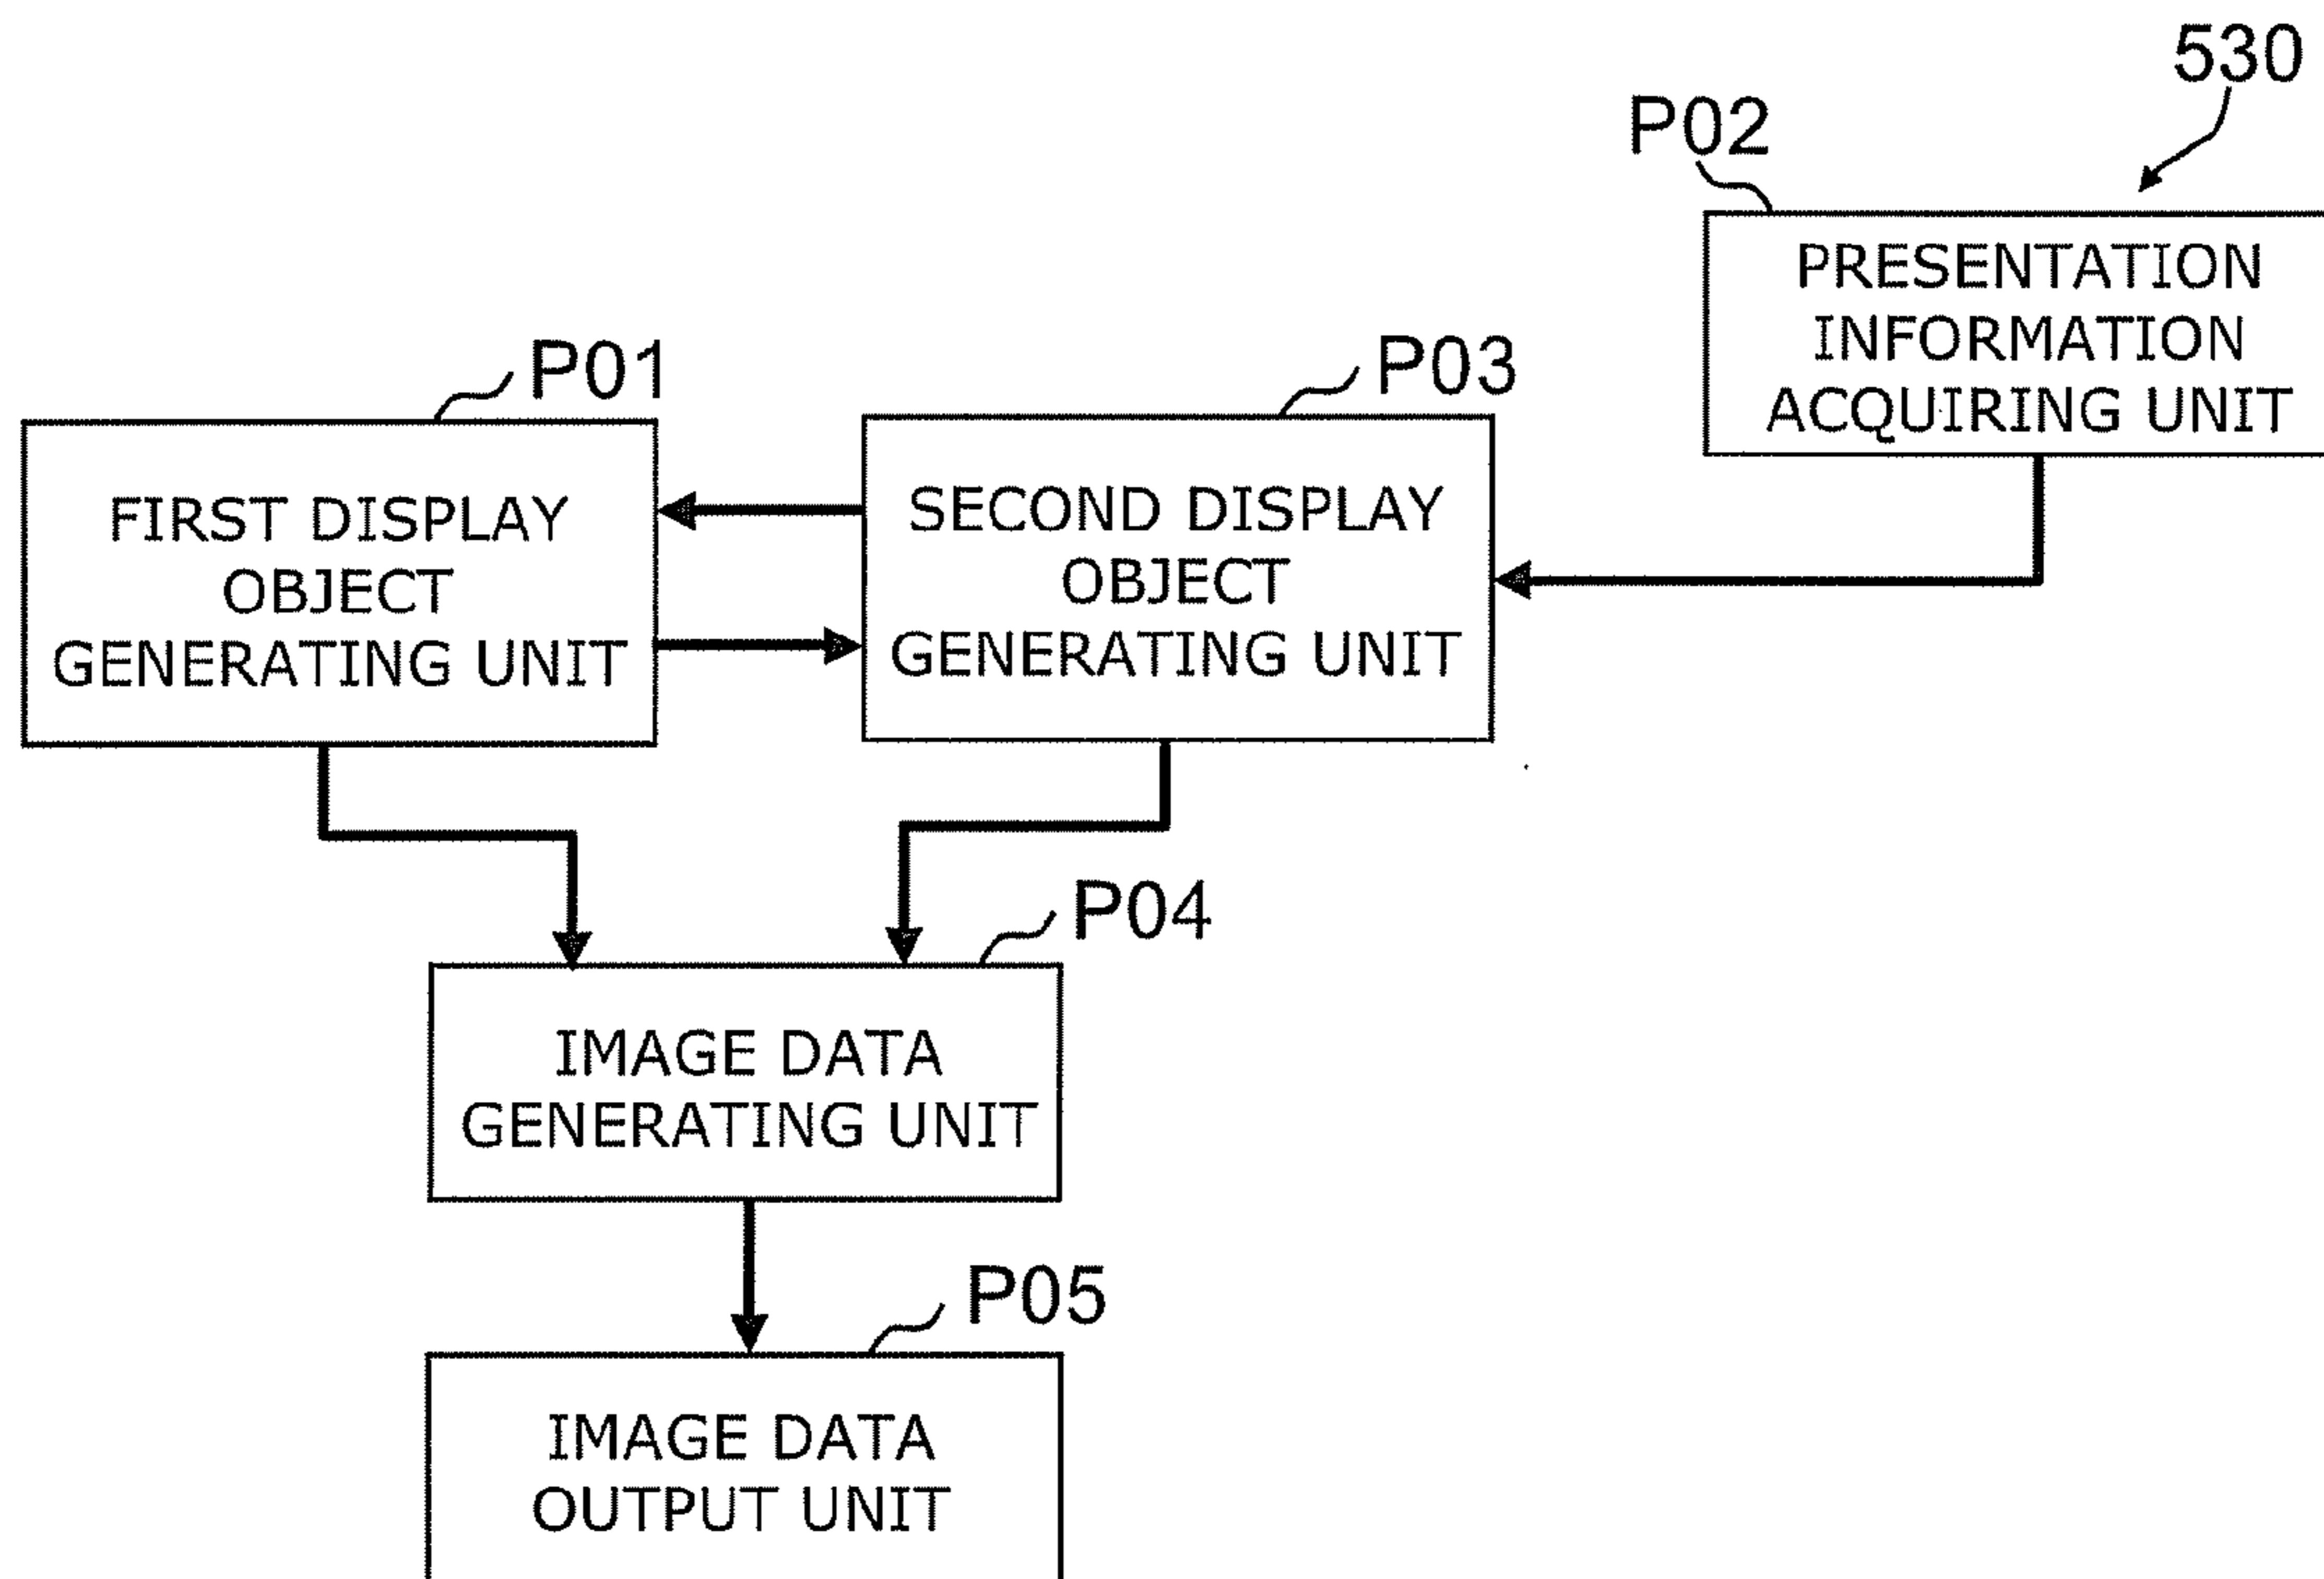 530
P02
PRESENTATION
INFORMATION
ACQUIRING UNIT
P01
FIRST DISPLAY
OBJECT
GENERATING UNIT
P03
SECOND DISPLAY
OBJECT
GENERATING UNIT
P04
IMAGE DATA
GENERATING UNIT
P05
IMAGE DATA
OUTPUT UNIT